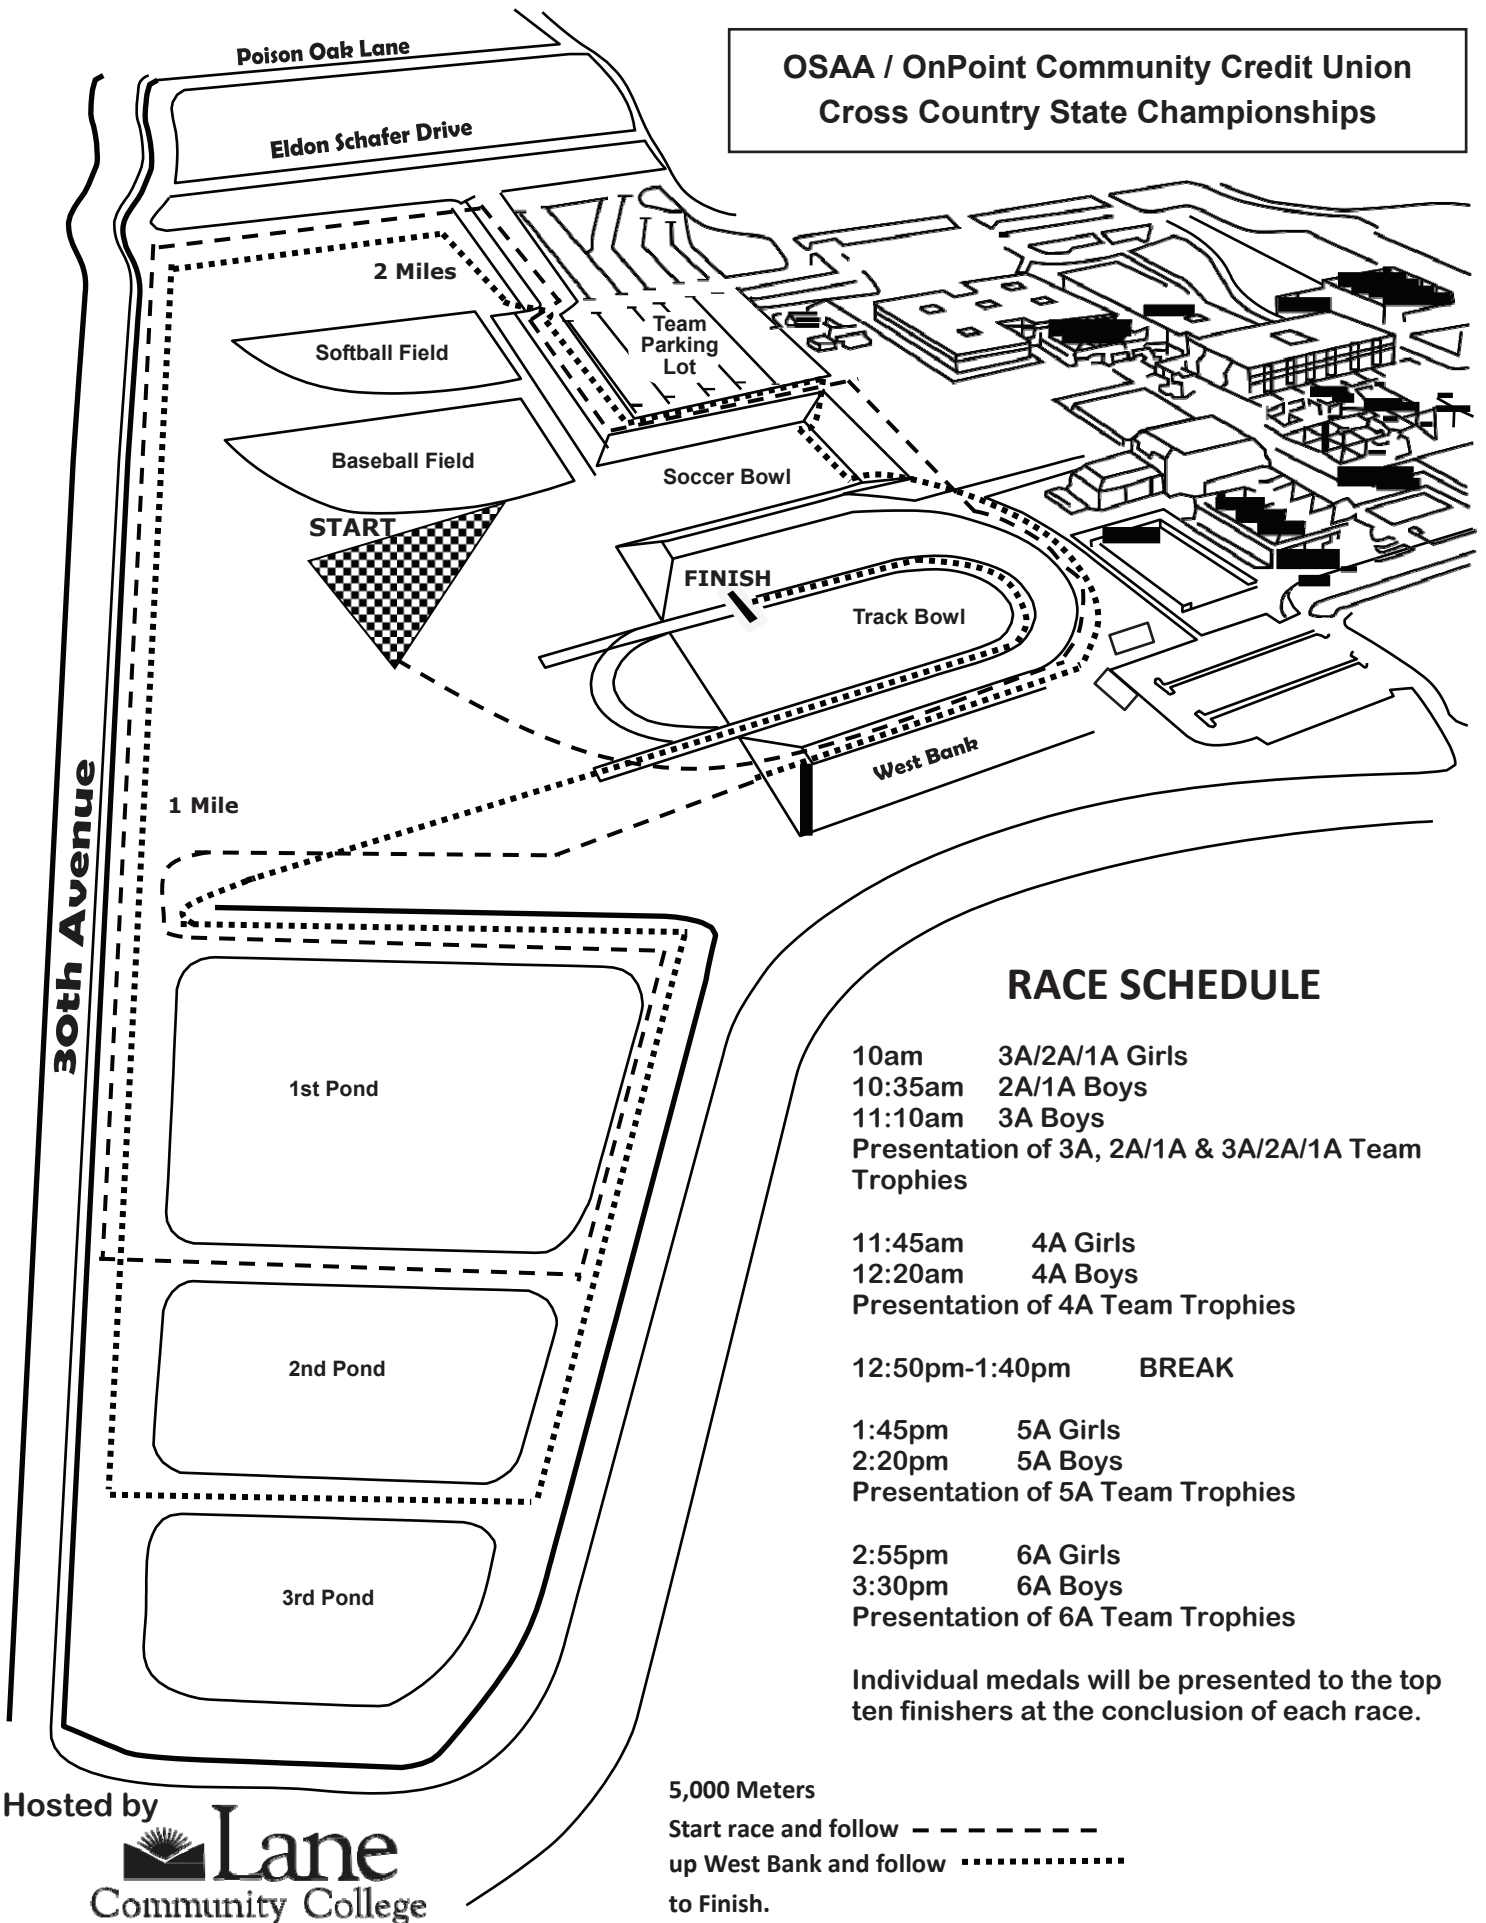 Poison Oak Lane
OSAA / OnPoint Community Credit Union
Cross Country State Championships
Eldon Schafer Drive
2 Miles
Team
Parking
Lot
Softball Field
Baseball Field
Soccer Bowl
START
FINISH
Track Bowl
West Bank
30th Avenue
1 Mile
RACE SCHEDULE
10am 3A/2A/1A Girls
10:35am 2A/1A Boys
11:10am 3A Boys
Presentation of 3A, 2A/1A & 3A/2A/1A Team
Trophies
11:45am 4A Girls
12:20am 4A Boys
Presentation of 4A Team Trophies
12:50pm-1:40pm BREAK
1:45pm 5A Girls
2:20pm 5A Boys
Presentation of 5A Team Trophies
2:55pm 6A Girls
3:30pm 6A Boys
Presentation of 6A Team Trophies
Individual medals will be presented to the top
ten finishers at the conclusion of each race.
1st Pond
2nd Pond
3rd Pond
Hosted by
Lane
Community College
5,000 Meters
Start race and follow
up West Bank and follow
to Finish.